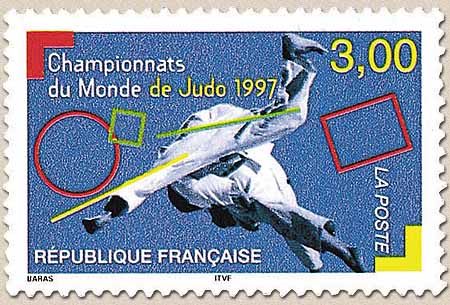 Championnats
du Monde de Judo 1997
3,00
LA POSTE
RÉPUBLIQUE FRANÇAISE
BARAS
ITVF